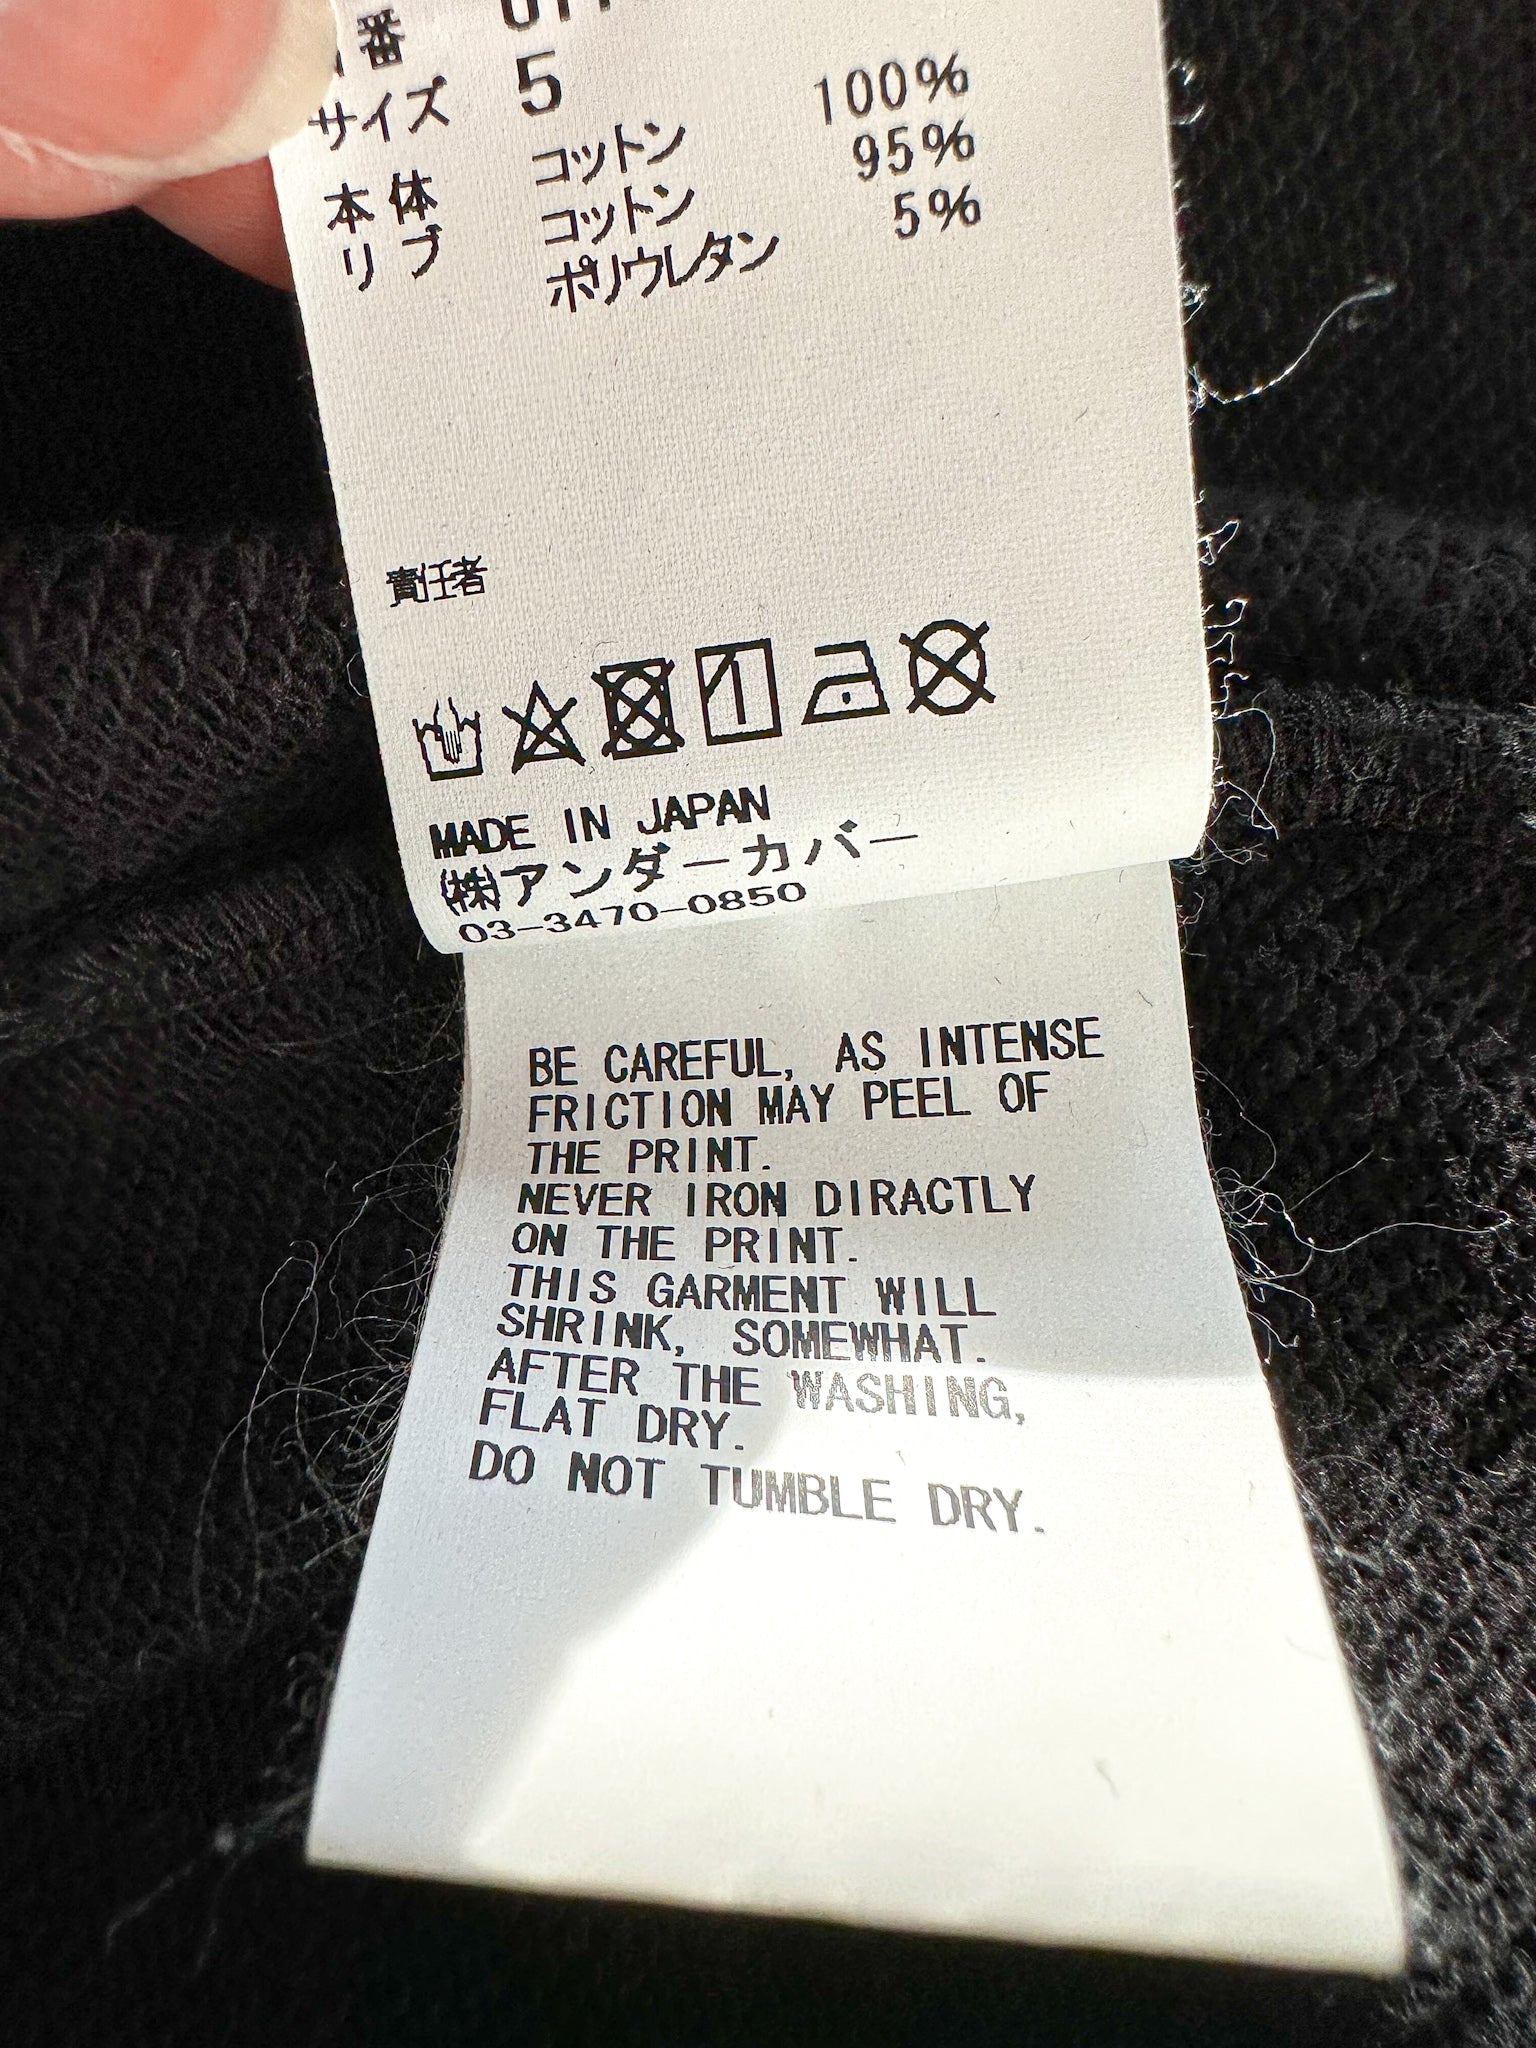 番
サイズ 5
本体 コットン 100%
リブ コットン 95%
ポリウレタン 5%
責任者
MADE IN JAPAN
㈱アンダーカバー
03-3470-0850
BE CAREFUL, AS INTENSE
FRICTION MAY PEEL OF
THE PRINT.
NEVER IRON DIRACTLY
ON THE PRINT.
THIS GARMENT WILL
SHRINK, SOMEWHAT.
AFTER THE WASHING,
FLAT DRY.
DO NOT TUMBLE DRY.